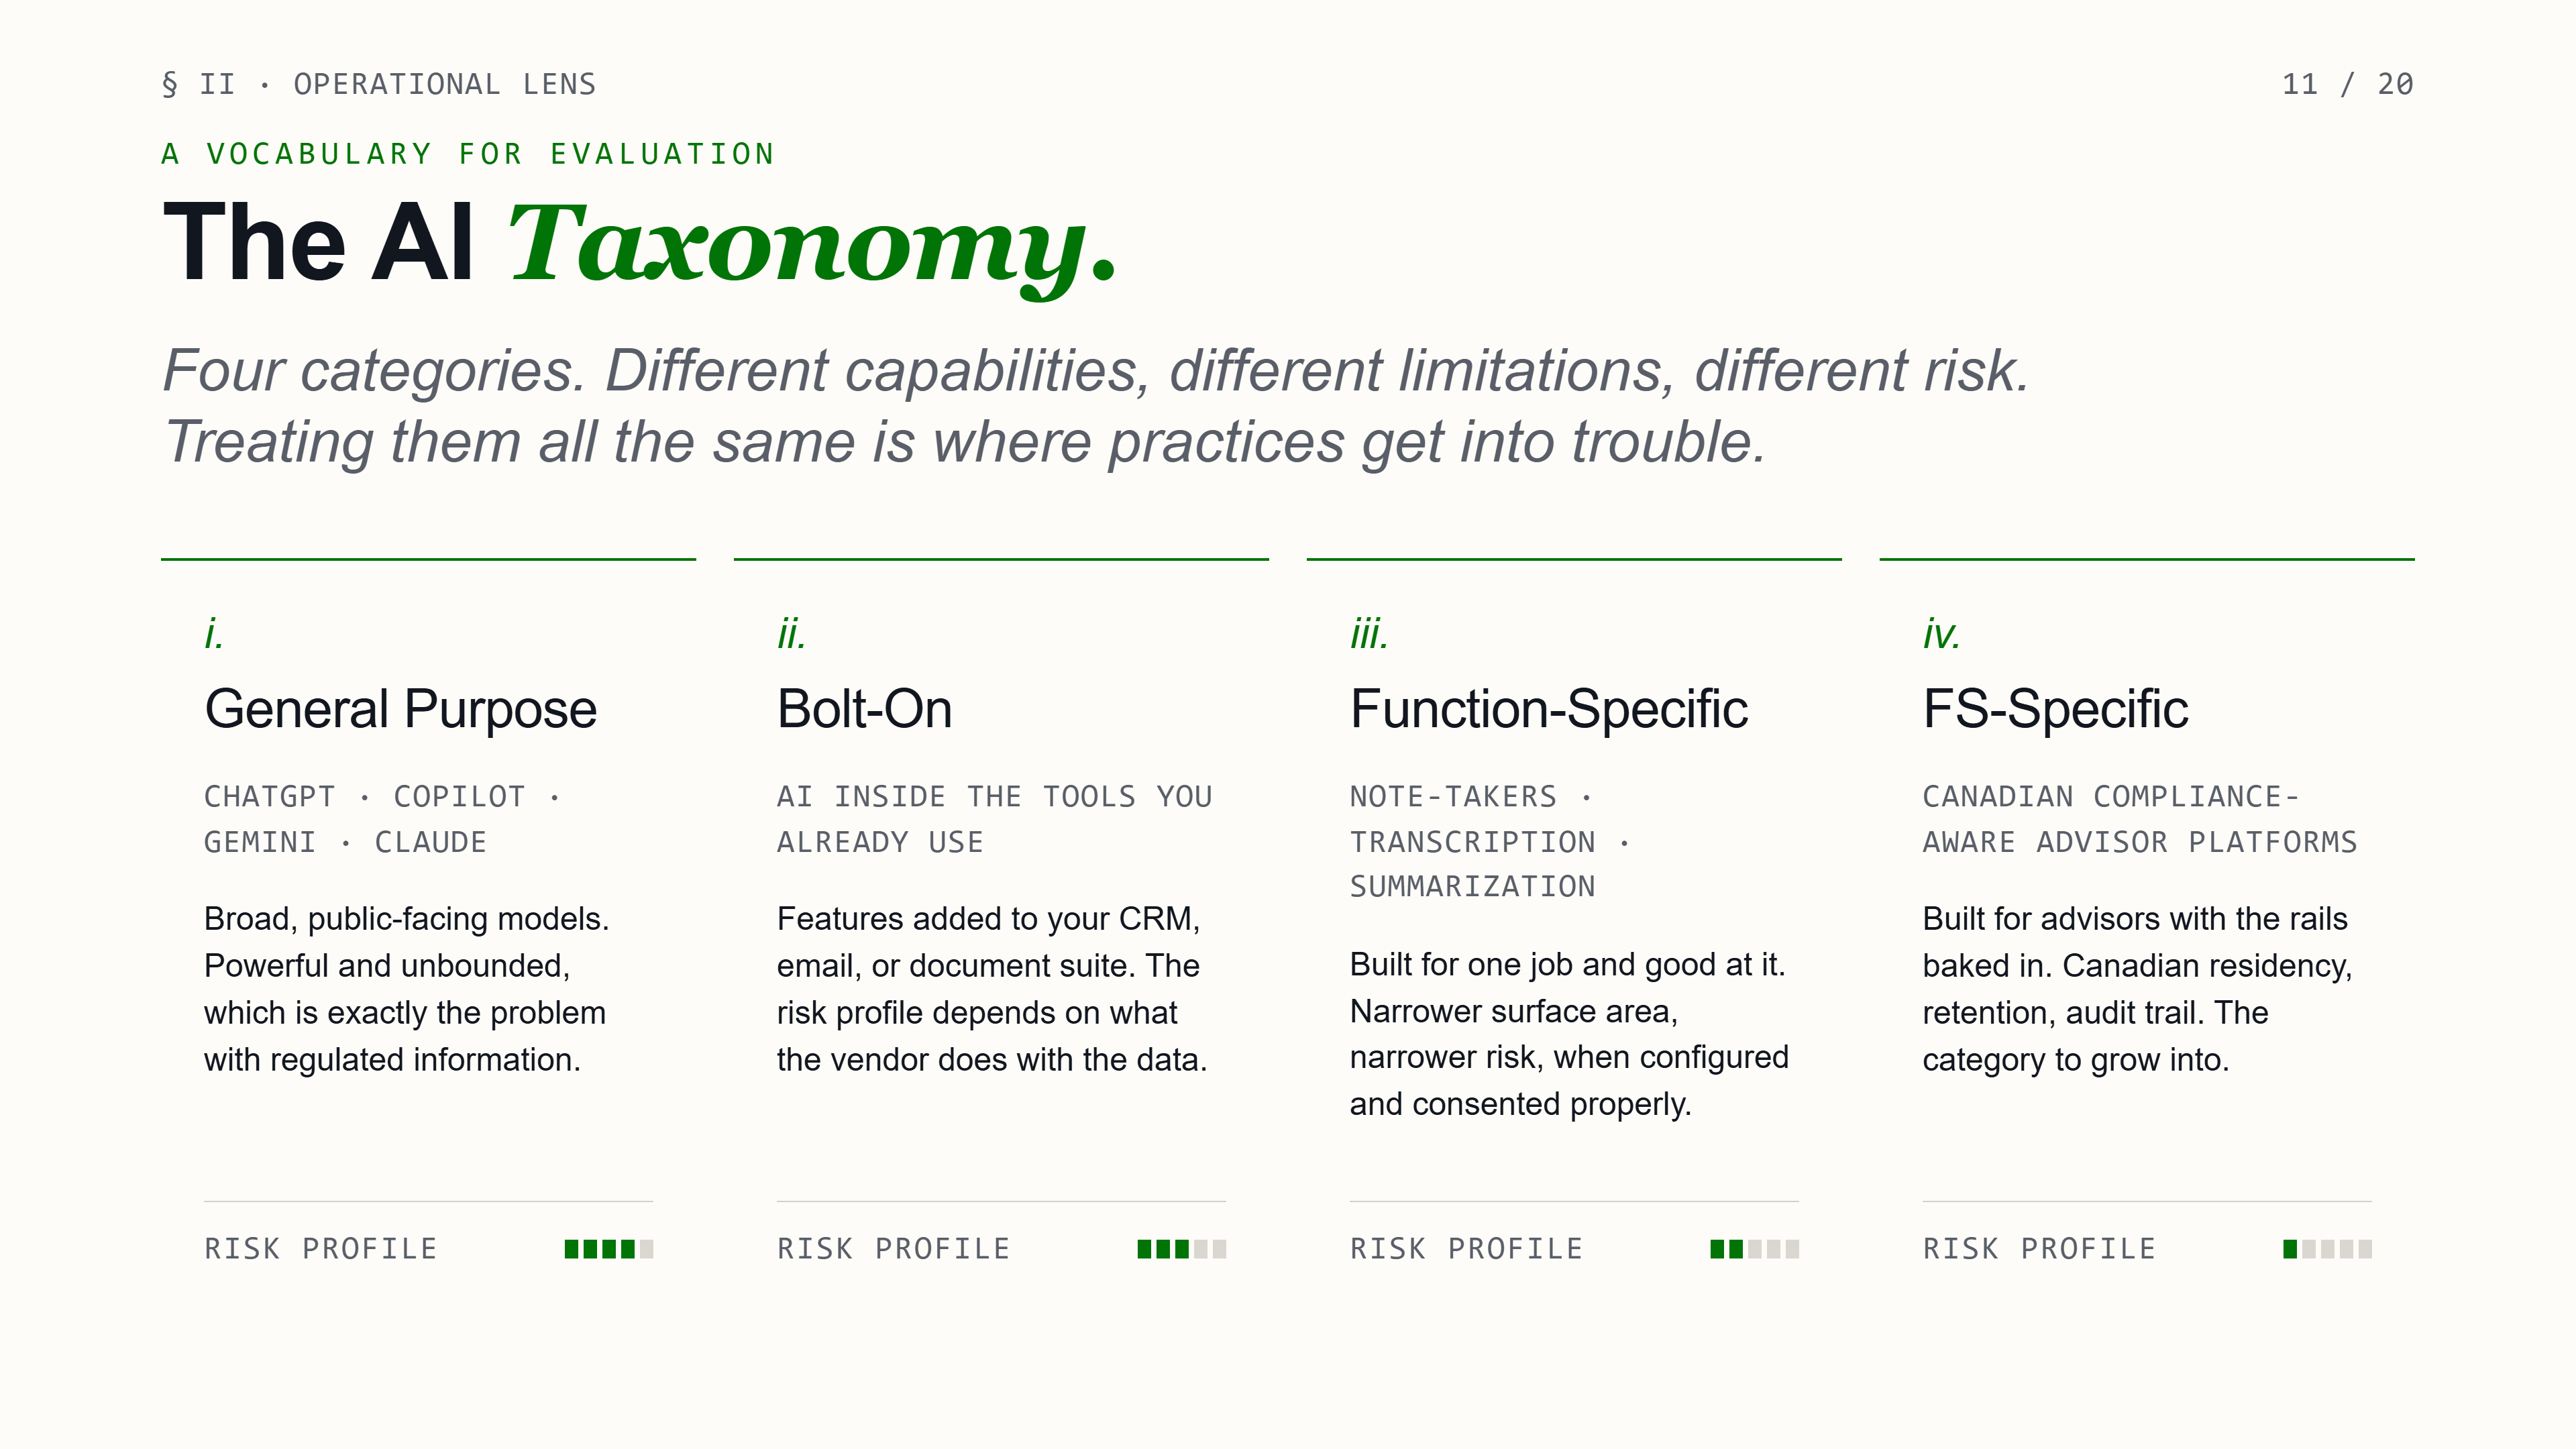 § II · OPERATIONAL LENS
11 / 20
A VOCABULARY FOR EVALUATION
The AI Taxonomy.
Four categories. Different capabilities, different limitations, different risk.
Treating them all the same is where practices get into trouble.
i.
General Purpose
CHATGPT · COPILOT ·
GEMINI · CLAUDE
Broad, public-facing models.
Powerful and unbounded,
which is exactly the problem
with regulated information.
RISK PROFILE
ii.
Bolt-On
AI INSIDE THE TOOLS YOU
ALREADY USE
Features added to your CRM,
email, or document suite. The
risk profile depends on what
the vendor does with the data.
RISK PROFILE
iii.
Function-Specific
NOTE-TAKERS ·
TRANSCRIPTION ·
SUMMARIZATION
Built for one job and good at it.
Narrower surface area,
narrower risk, when configured
and consented properly.
RISK PROFILE
iv.
FS-Specific
CANADIAN COMPLIANCE-
AWARE ADVISOR PLATFORMS
Built for advisors with the rails
baked in. Canadian residency,
retention, audit trail. The
category to grow into.
RISK PROFILE